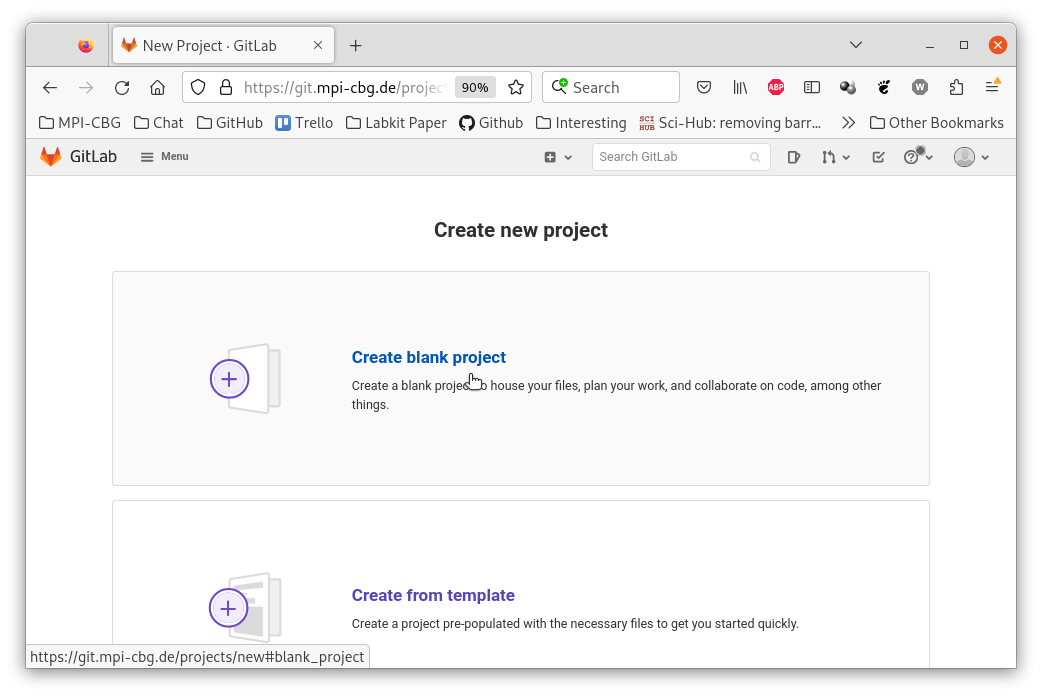 New Project · GitLab
https://git.mpi-cbg.de/projec
90%
Search
ABP
W
MPI-CBG
Chat
GitHub
Trello
Labkit Paper
Github
Interesting
SCI HUB
Sci-Hub: removing barr...
Other Bookmarks
GitLab
Menu
Search GitLab
Create new project
Create blank project
Create a blank projec o house your files, plan your work, and collaborate on code, among other
things.
Create from template
Create a project pre-populated with the necessary files to get you started quickly.
https://git.mpi-cbg.de/projects/new#blank_project